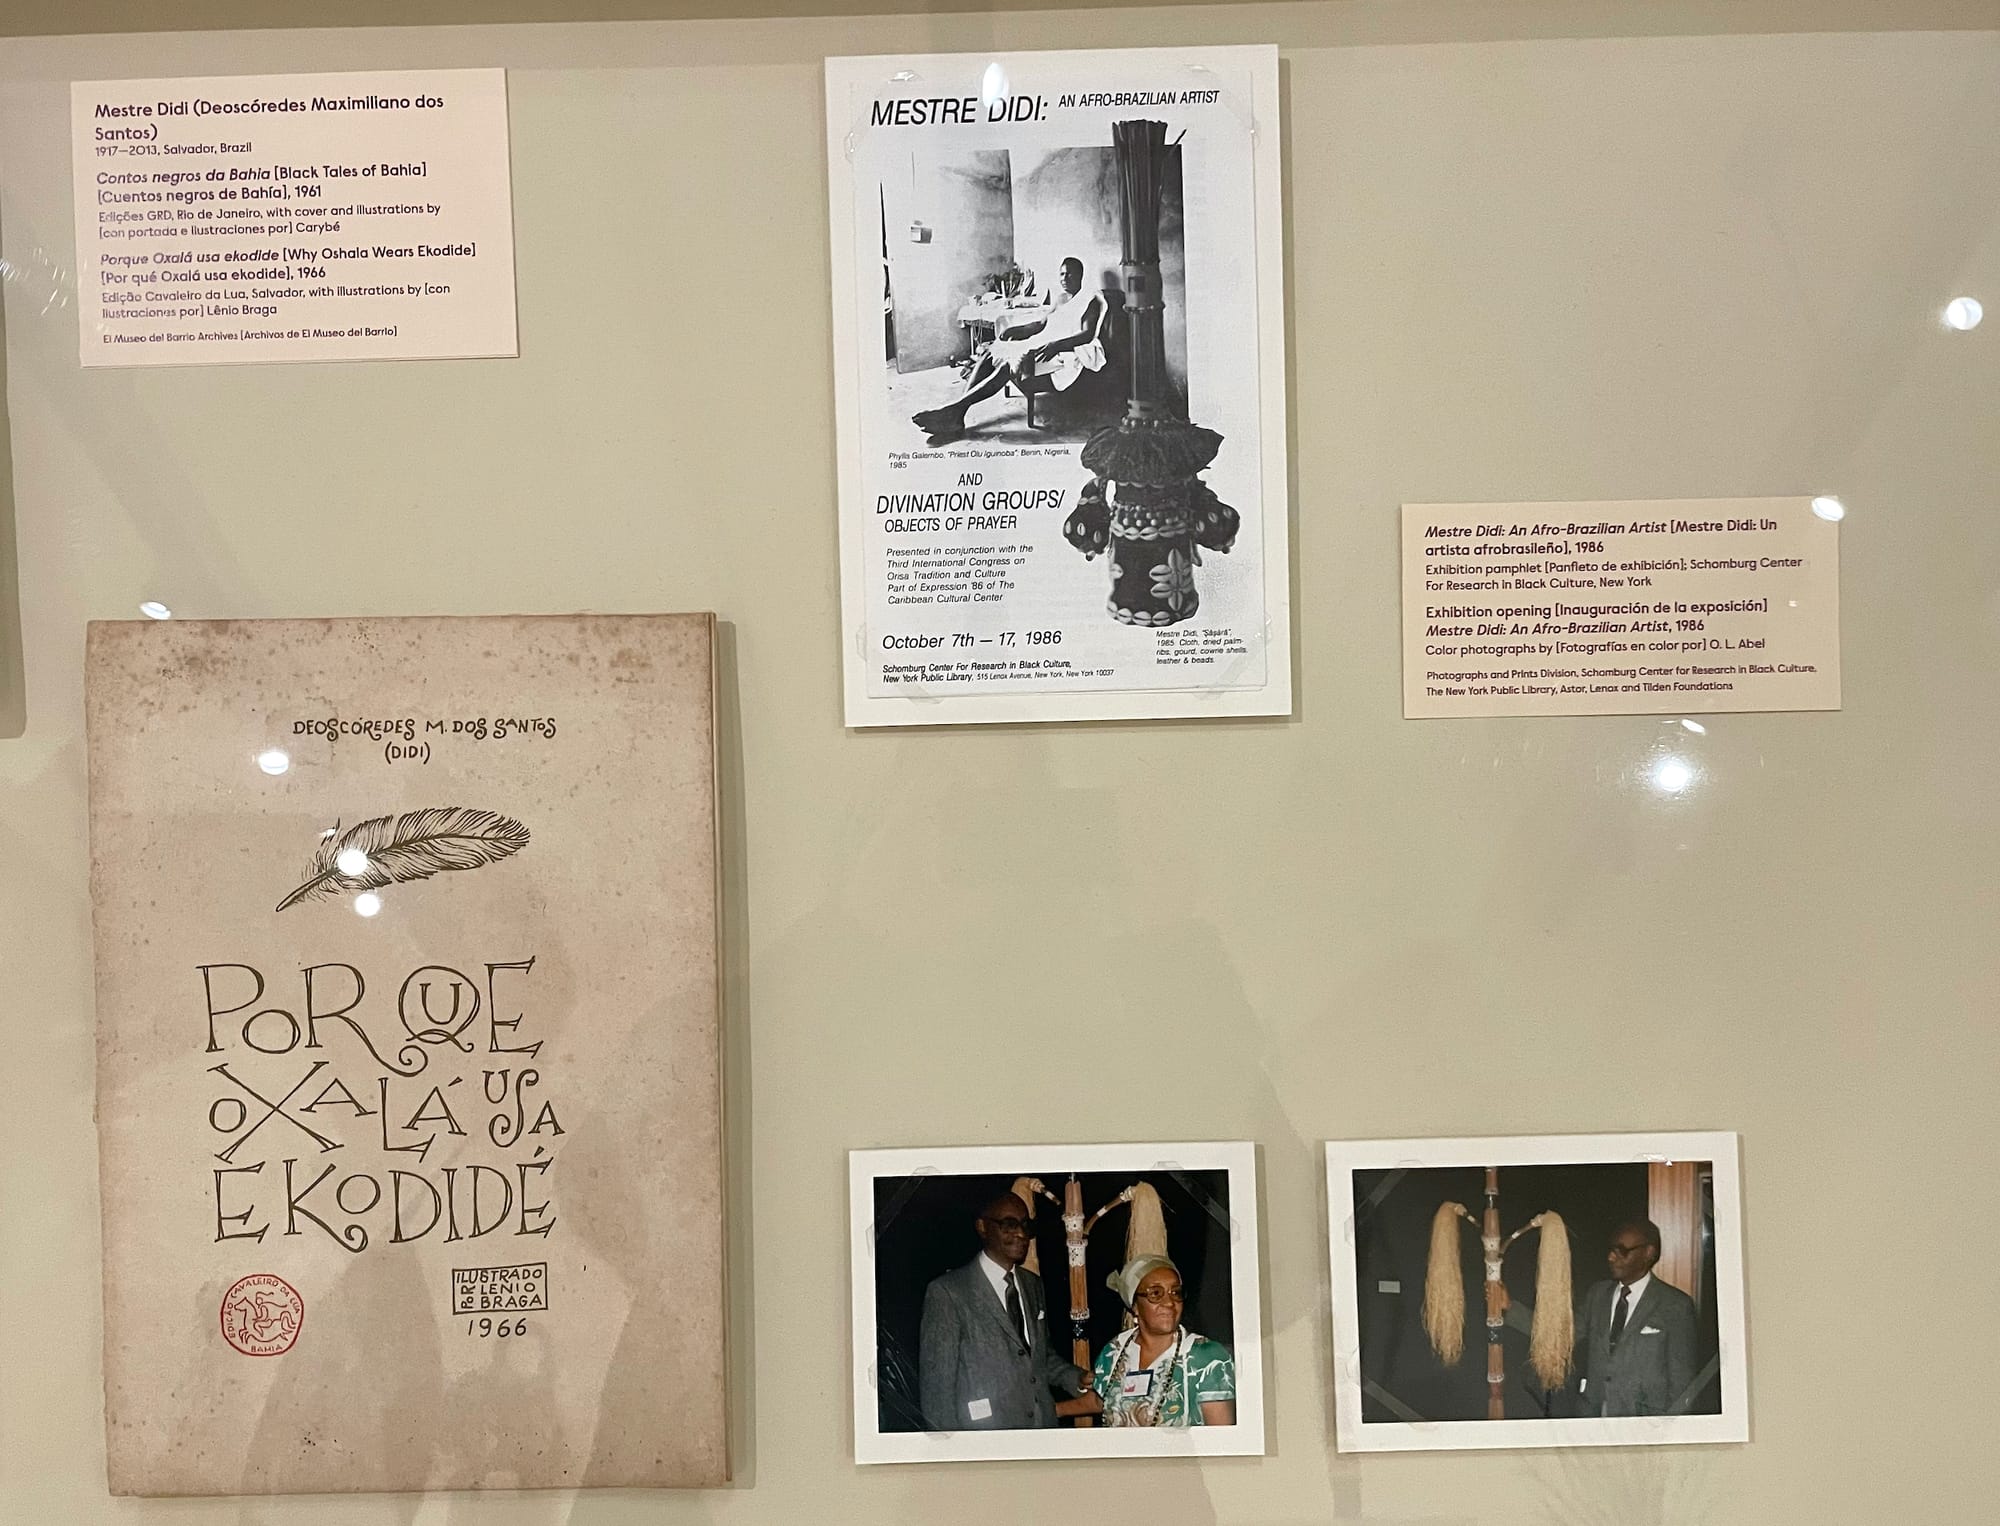 Mestre Didi (Deoscóredes Maximiliano dos
Santos)
1917–2013, Salvador, Brazil
Contos negros da Bahia [Black Tales of Bahia]
[Cuentos negros de Bahía], 1961
Edições GRD, Rio de Janeiro, with cover and illustrations by
[con portada e ilustraciones por] Carybé
Porque Oxalá usa ekodide [Why Oshala Wears Ekodide]
[Por qué Oxalá usa ekodide], 1966
Edição Cavaleiro da Lua, Salvador, with illustrations by [con
ilustraciones por] Lênio Braga
El Museo del Barrio Archives [Archivos de El Museo del Barrio]
MESTRE DIDI: AN AFRO-BRAZILIAN ARTIST
Phyllis Galembo, "Priest Olu Iguinoba": Benin, Nigeria,
1985
AND
DIVINATION GROUPS/
OBJECTS OF PRAYER
Presented in conjunction with the
Third International Congress on
Orisa Tradition and Culture
Part of Expression '86 of The
Caribbean Cultural Center
October 7th — 17, 1986
Schomburg Center For Research in Black Culture,
New York Public Library, 515 Lenox Avenue, New York, New York 10037
Mestre Didi, "Ṣaṣará",
1985. Cloth, dried palm-
ribs, gourd, cowrie shells,
leather & beads.
Mestre Didi: An Afro-Brazilian Artist [Mestre Didi: Un
artista afrobrasileño], 1986
Exhibition pamphlet [Panfleto de exhibición]; Schomburg Center
For Research in Black Culture, New York
Exhibition opening [Inauguración de la exposición]
Mestre Didi: An Afro-Brazilian Artist, 1986
Color photographs by [Fotografías en color por] O. L. Abel
Photographs and Prints Division, Schomburg Center for Research in Black Culture,
The New York Public Library, Astor, Lenox and Tilden Foundations
DEOSCÓREDES M. DOS SANTOS
(DIDI)
POR QUE
OXALÁ USA
EKODIDÉ
EDIÇÃO CAVALEIRO DA LUA
BAHIA
ILUSTRADO
POR LENIO
BRAGA
1966